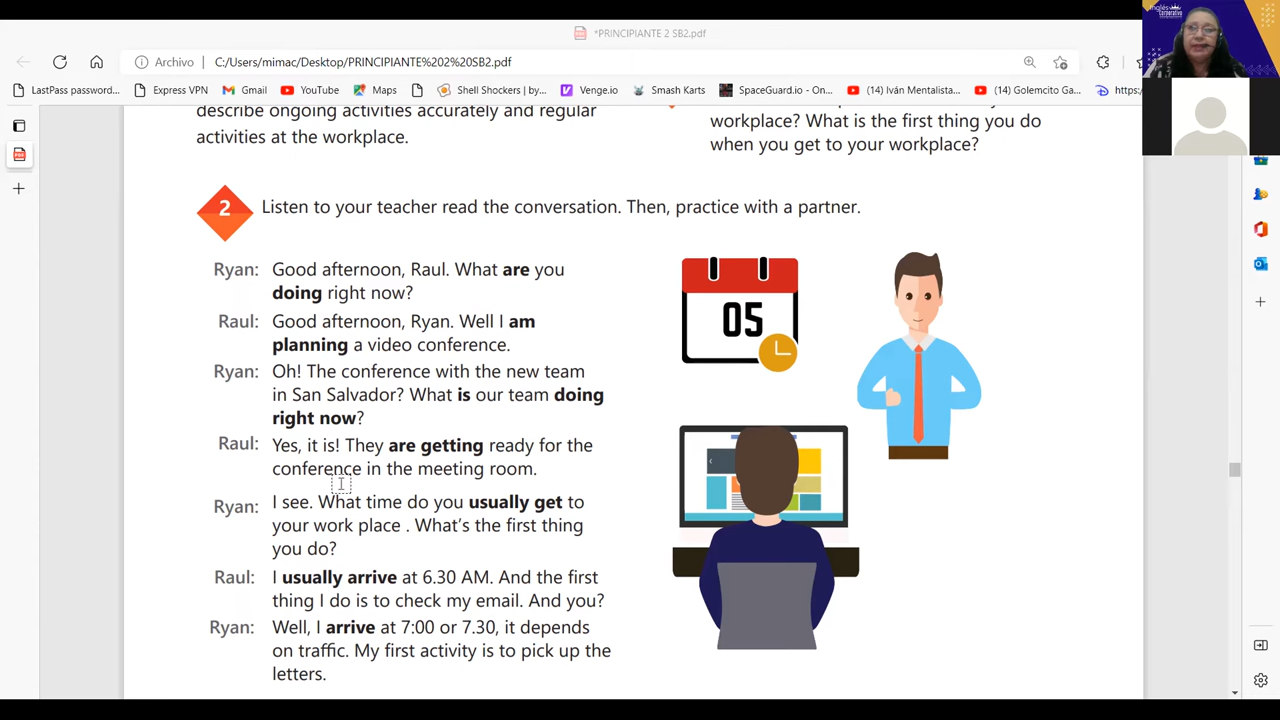 *PRINCIPIANTE 2 SB2.pdf
Archivo C:/Users/mimac/Desktop/PRINCIPIANTE%202%20SB2.pdf
LastPass password... Express VPN Gmail YouTube Maps Shell Shockers | by... Venge.io Smash Karts SpaceGuard.io - On... (14) Iván Mentalista... (14) Golemcito Ga... https:
Inglés
corporativo
describe ongoing activities accurately and regular
activities at the workplace.
workplace? What is the first thing you do
when you get to your workplace?
2 Listen to your teacher read the conversation. Then, practice with a partner.
Ryan: Good afternoon, Raul. What are you
doing right now?
Raul: Good afternoon, Ryan. Well I am
planning a video conference.
Ryan: Oh! The conference with the new team
in San Salvador? What is our team doing
right now?
Raul: Yes, it is! They are getting ready for the
conference in the meeting room.
Ryan: I see. What time do you usually get to
your work place . What's the first thing
you do?
Raul: I usually arrive at 6.30 AM. And the first
thing I do is to check my email. And you?
Ryan: Well, I arrive at 7:00 or 7.30, it depends
on traffic. My first activity is to pick up the
letters.
05